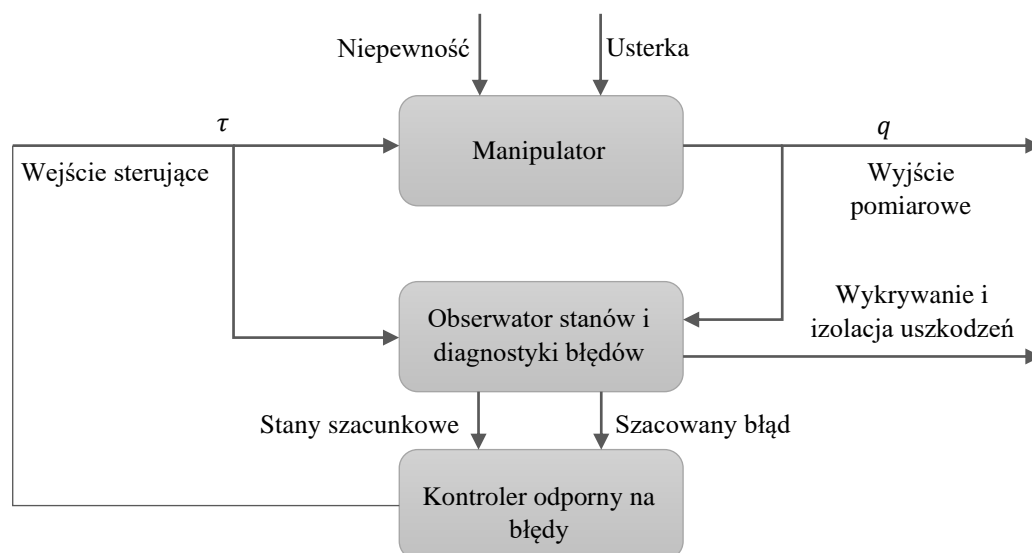 Niepewność
Usterka
τ
Manipulator
q
Wejście sterujące
Wyjście
pomiarowe
Obserwator stanów i
diagnostyki błędów
Wykrywanie i
izolacja uszkodzeń
Stany szacunkowe
Szacowany błąd
Kontroler odporny na
błędy